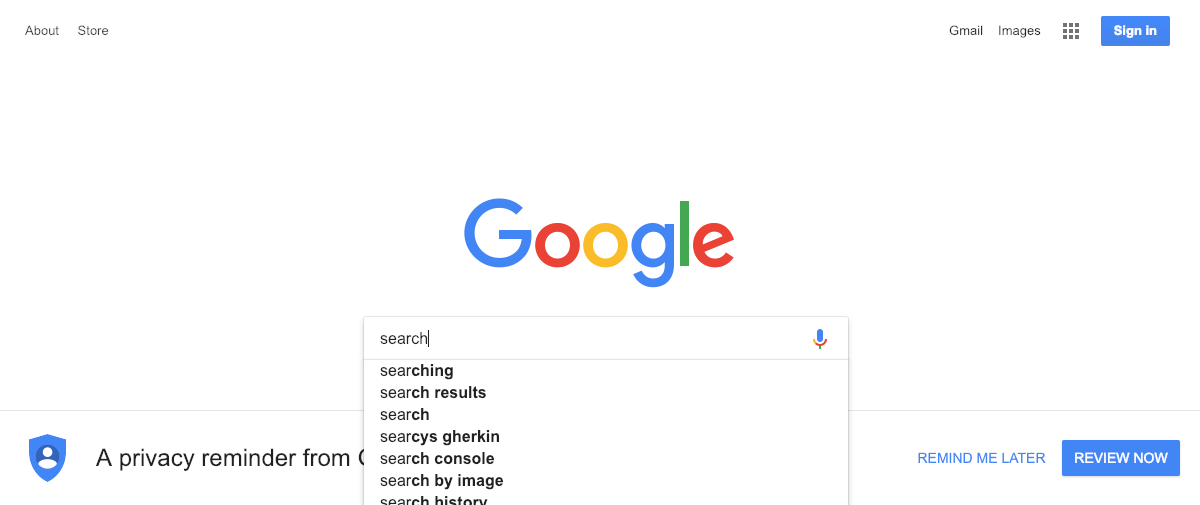 About Store
Gmail Images Sign in
Google
search
searching
search results
search
searcys gherkin
search console
search by image
search history
A privacy reminder from
REMIND ME LATER REVIEW NOW